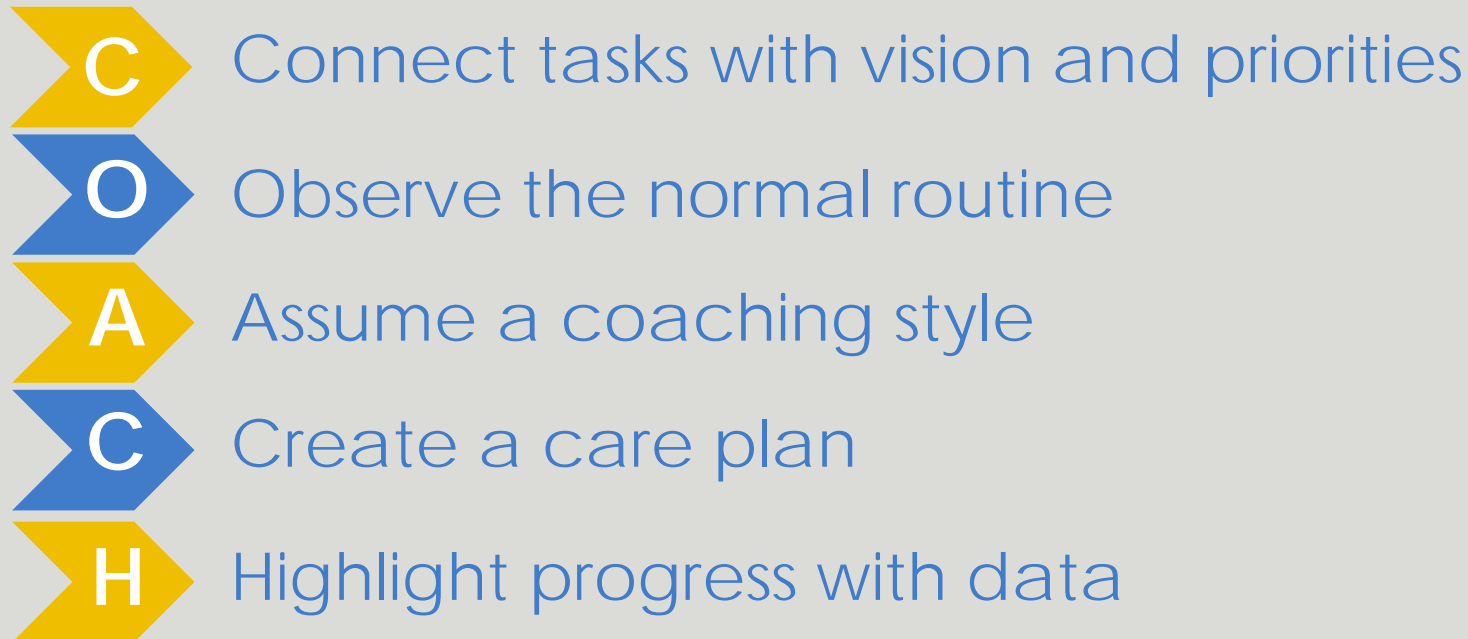 C Connect tasks with vision and priorities
O Observe the normal routine
A Assume a coaching style
C Create a care plan
H Highlight progress with data